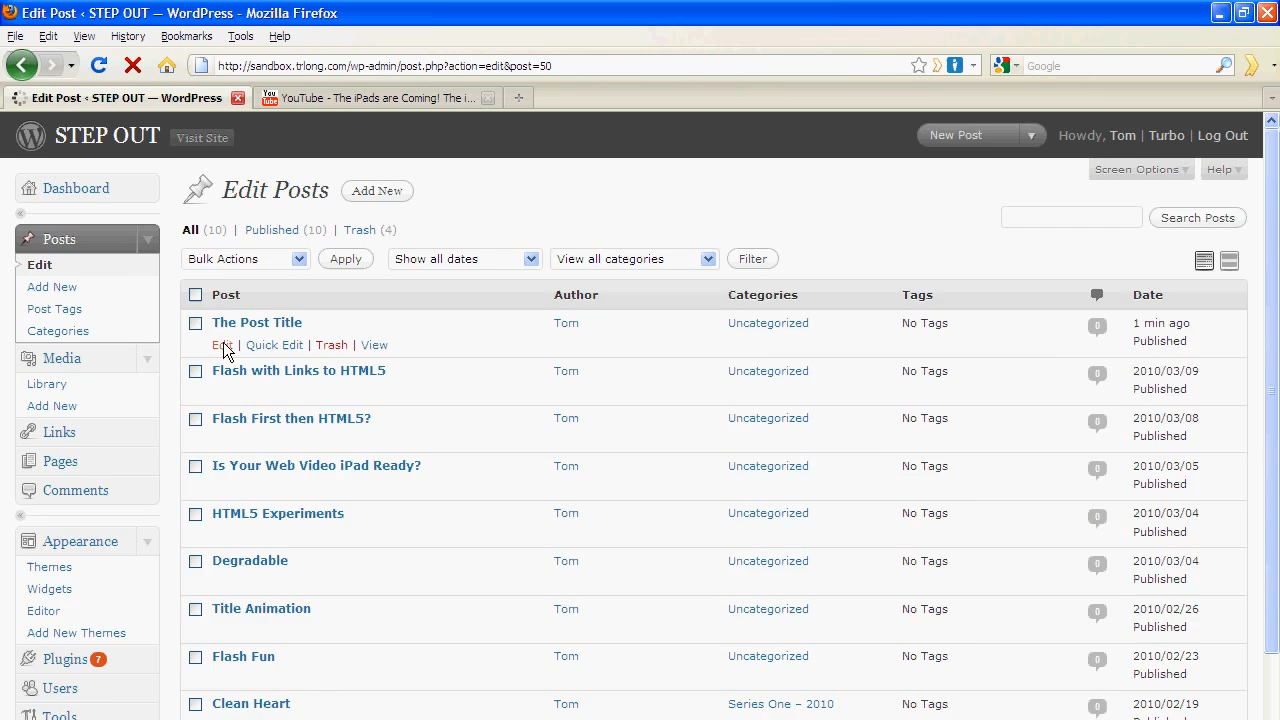 Edit Post ‹ STEP OUT — WordPress - Mozilla Firefox
File Edit View History Bookmarks Tools Help
http://sandbox.trlong.com/wp-admin/post.php?action=edit&post=50
Google
Edit Post ‹ STEP OUT — WordPress
You Tube
YouTube - The iPads are Coming! The i...
STEP OUT
Visit Site
New Post
Howdy, Tom | Turbo | Log Out
Screen Options
Help
Dashboard
Edit Posts
Add New
All (10) | Published (10) | Trash (4)
Search Posts
Posts
Edit
Add New
Post Tags
Categories
Media
Library
Add New
Links
Pages
Comments
Appearance
Themes
Widgets
Editor
Add New Themes
Plugins 7
Users
Tools
Bulk Actions
Apply
Show all dates
View all categories
Filter
Post Author Categories Tags Date
The Post Title Tom Uncategorized No Tags 0 1 min ago
Published
Edit | Quick Edit | Trash | View
Flash with Links to HTML5 Tom Uncategorized No Tags 0 2010/03/09
Published
Flash First then HTML5? Tom Uncategorized No Tags 0 2010/03/08
Published
Is Your Web Video iPad Ready? Tom Uncategorized No Tags 0 2010/03/05
Published
HTML5 Experiments Tom Uncategorized No Tags 0 2010/03/04
Published
Degradable Tom Uncategorized No Tags 0 2010/03/04
Published
Title Animation Tom Uncategorized No Tags 0 2010/02/26
Published
Flash Fun Tom Uncategorized No Tags 0 2010/02/23
Published
Clean Heart Tom Series One – 2010 No Tags 0 2010/02/19